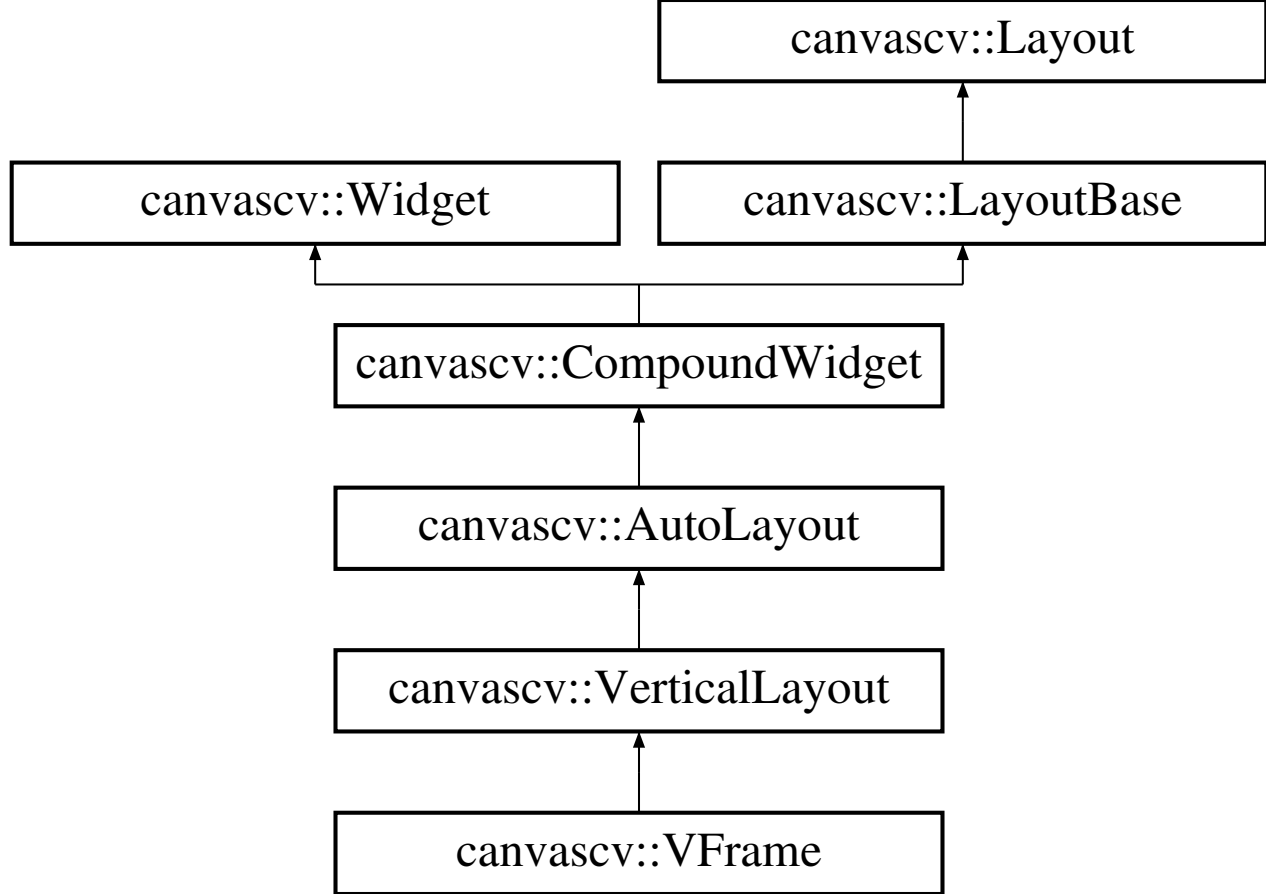 canvascv::Layout
canvascv::Widget
canvascv::LayoutBase
canvascv::CompoundWidget
canvascv::AutoLayout
canvascv::VerticalLayout
canvascv::VFrame